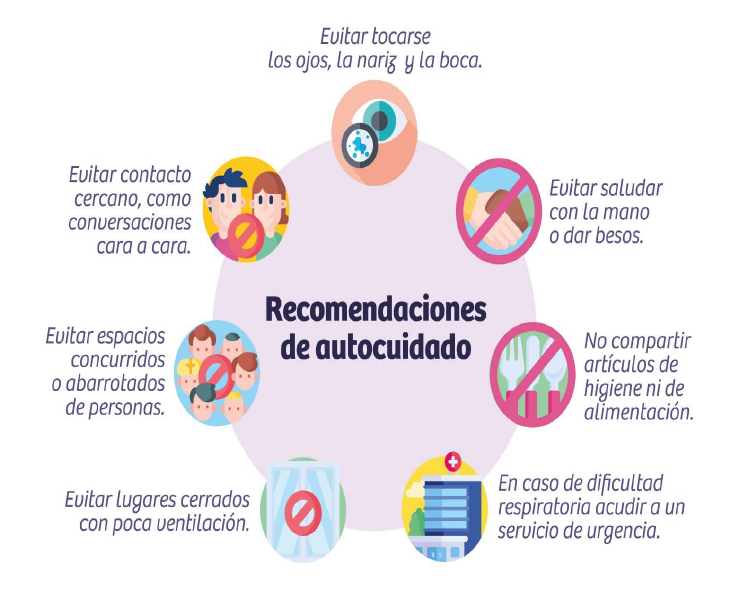 Evitar tocarse
los ojos, la nariz y la boca.
Evitar saludar
con la mano
o dar besos.
No compartir
artículos de
higiene ni de
alimentación.
En caso de dificultad
respiratoria acudir a un
servicio de urgencia.
Evitar lugares cerrados
con poca ventilación.
Evitar espacios
concurridos
o abarrotados
de personas.
Evitar contacto
cercano, como
conversaciones
cara a cara.
Recomendaciones
de autocuidado